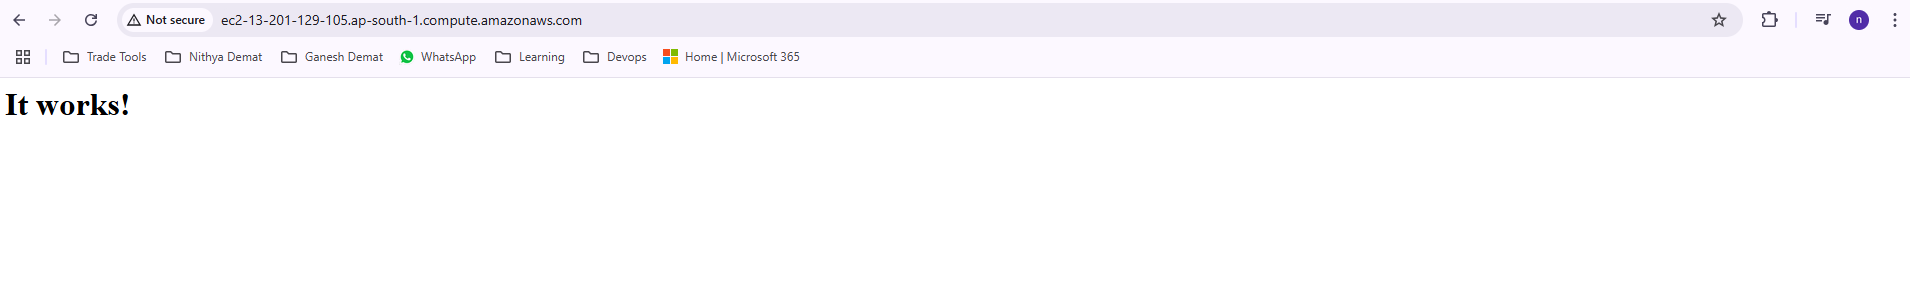 Not secure ec2-13-201-129-105.ap-south-1.compute.amazonaws.com n
Trade Tools Nithya Demat Ganesh Demat WhatsApp Learning Devops Home | Microsoft 365
It works!